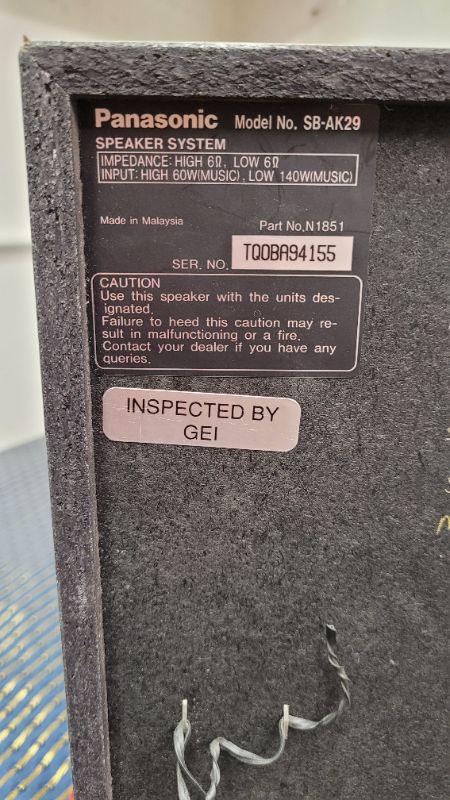 Panasonic Model No. SB-AK29
SPEAKER SYSTEM
IMPEDANCE: HIGH 6Ω, LOW 6Ω
INPUT: HIGH 60W(MUSIC), LOW 140W(MUSIC)
Made in Malaysia
Part No.N1851
SER. NO. TQ0BA94155
CAUTION
Use this speaker with the units des-
ignated.
Failure to heed this caution may re-
sult in malfunctioning or a fire.
Contact your dealer if you have any
queries.
INSPECTED BY
GEI